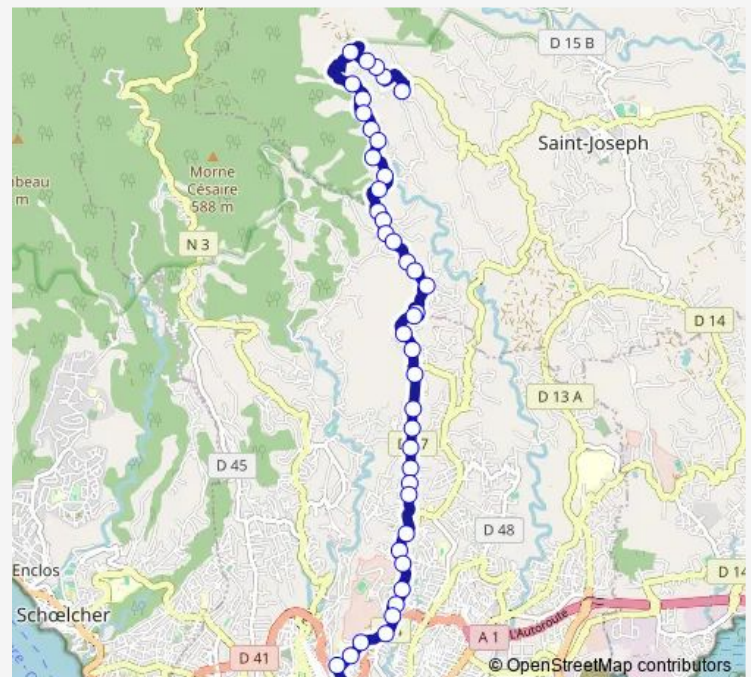 D 15 B
Saint-Joseph
Morne
Césaire
588 m
m
N 3
D 14
D 13 A
D 45
D 48
Enclos
D 14
Schœlcher
A 1
L'Autoroute
D 41
© OpenStreetMap contributors